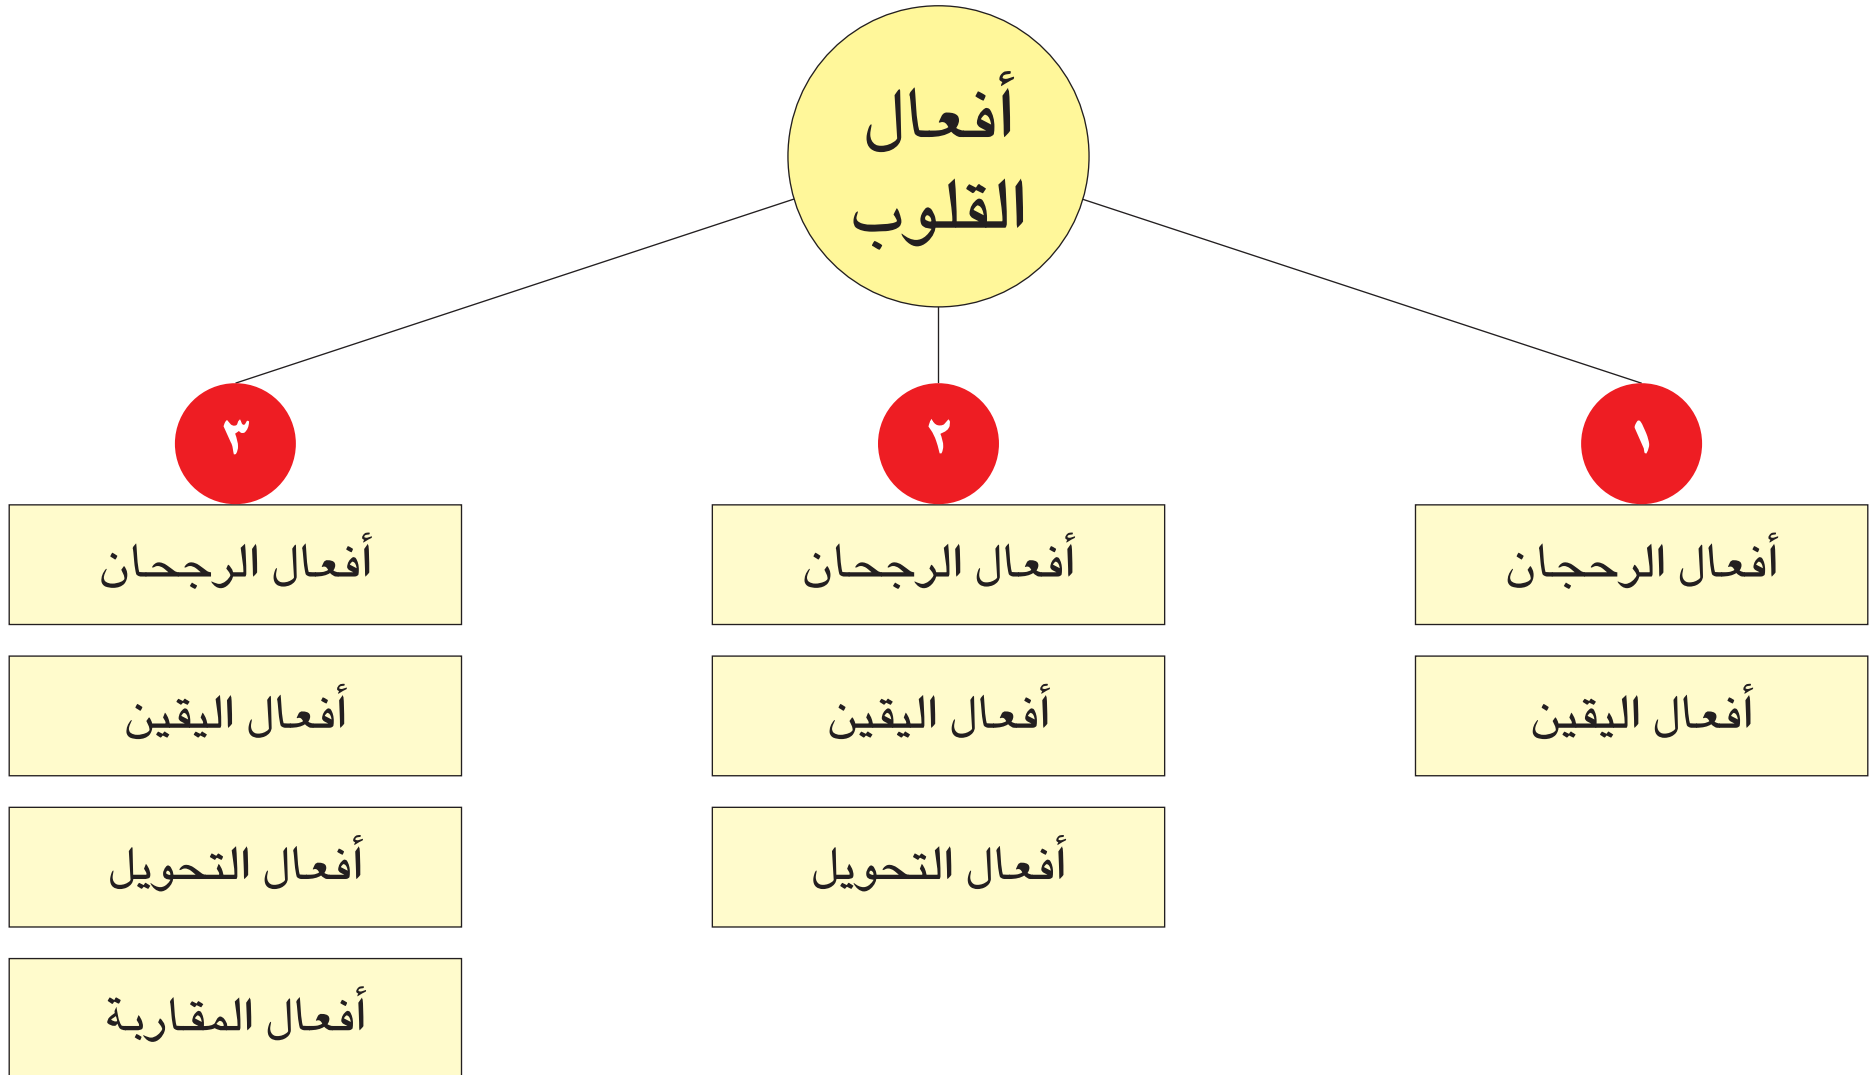 أفعال
القلوب
١
أفعال الرحجان
أفعال اليقين
٢
أفعال الرجحان
أفعال اليقين
أفعال التحويل
٣
أفعال الرجحان
أفعال اليقين
أفعال التحويل
أفعال المقاربة